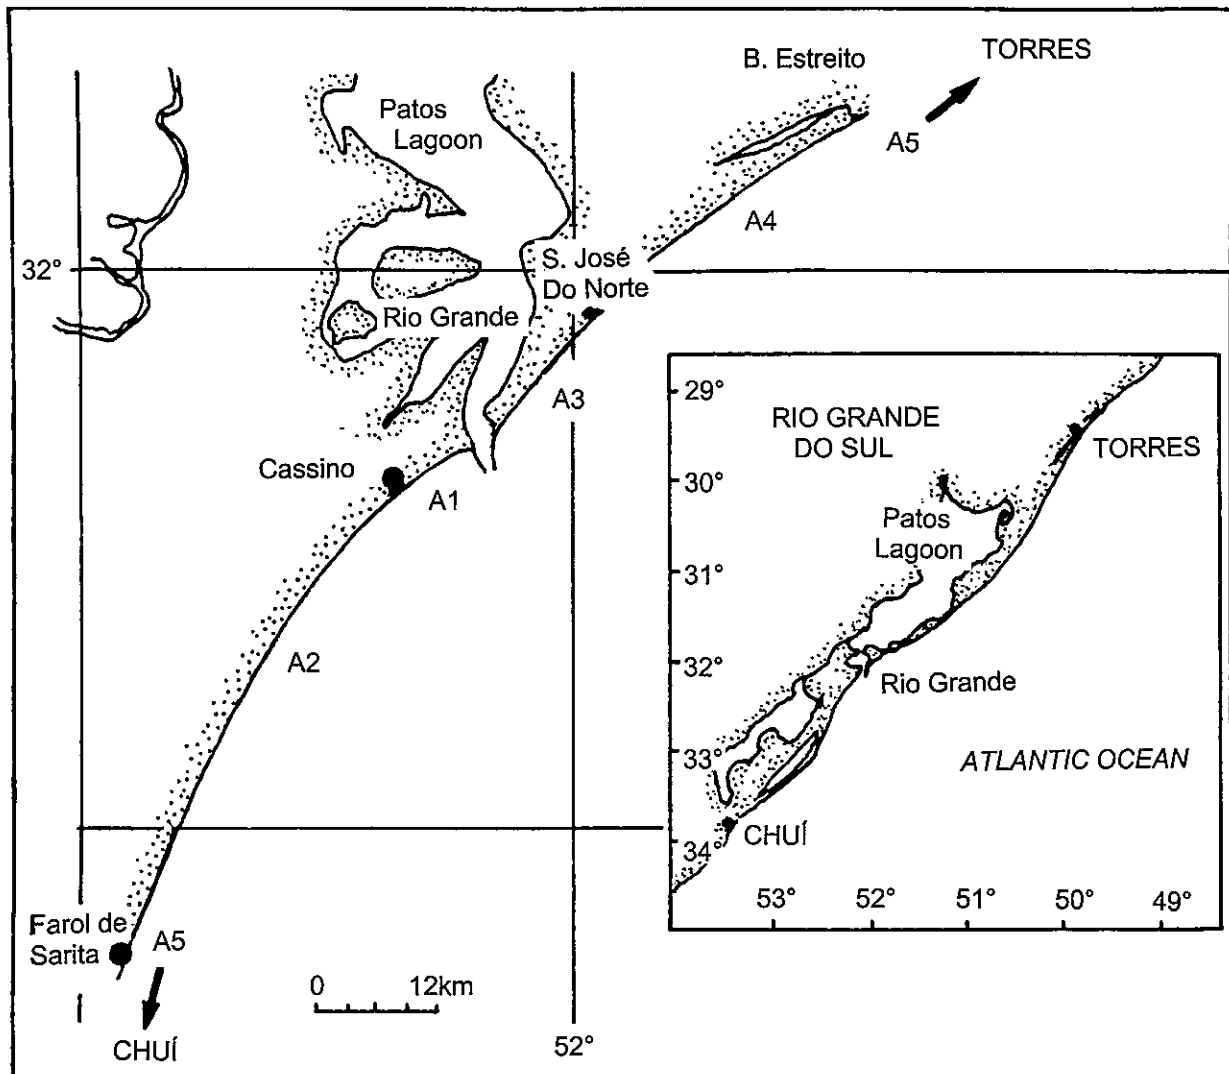 B. Estreito
TORRES
Patos
Lagoon
A5
A4
32°
S. José
Do Norte
Rio Grande
A3
Cassino
A1
A2
Farol de
Sarita
A5
0 12km
CHUÍ
52°
29°
RIO GRANDE
DO SUL
TORRES
30°
Patos
Lagoon
31°
32°
Rio Grande
33°
ATLANTIC OCEAN
CHUÍ
34°
53° 52° 51° 50° 49°